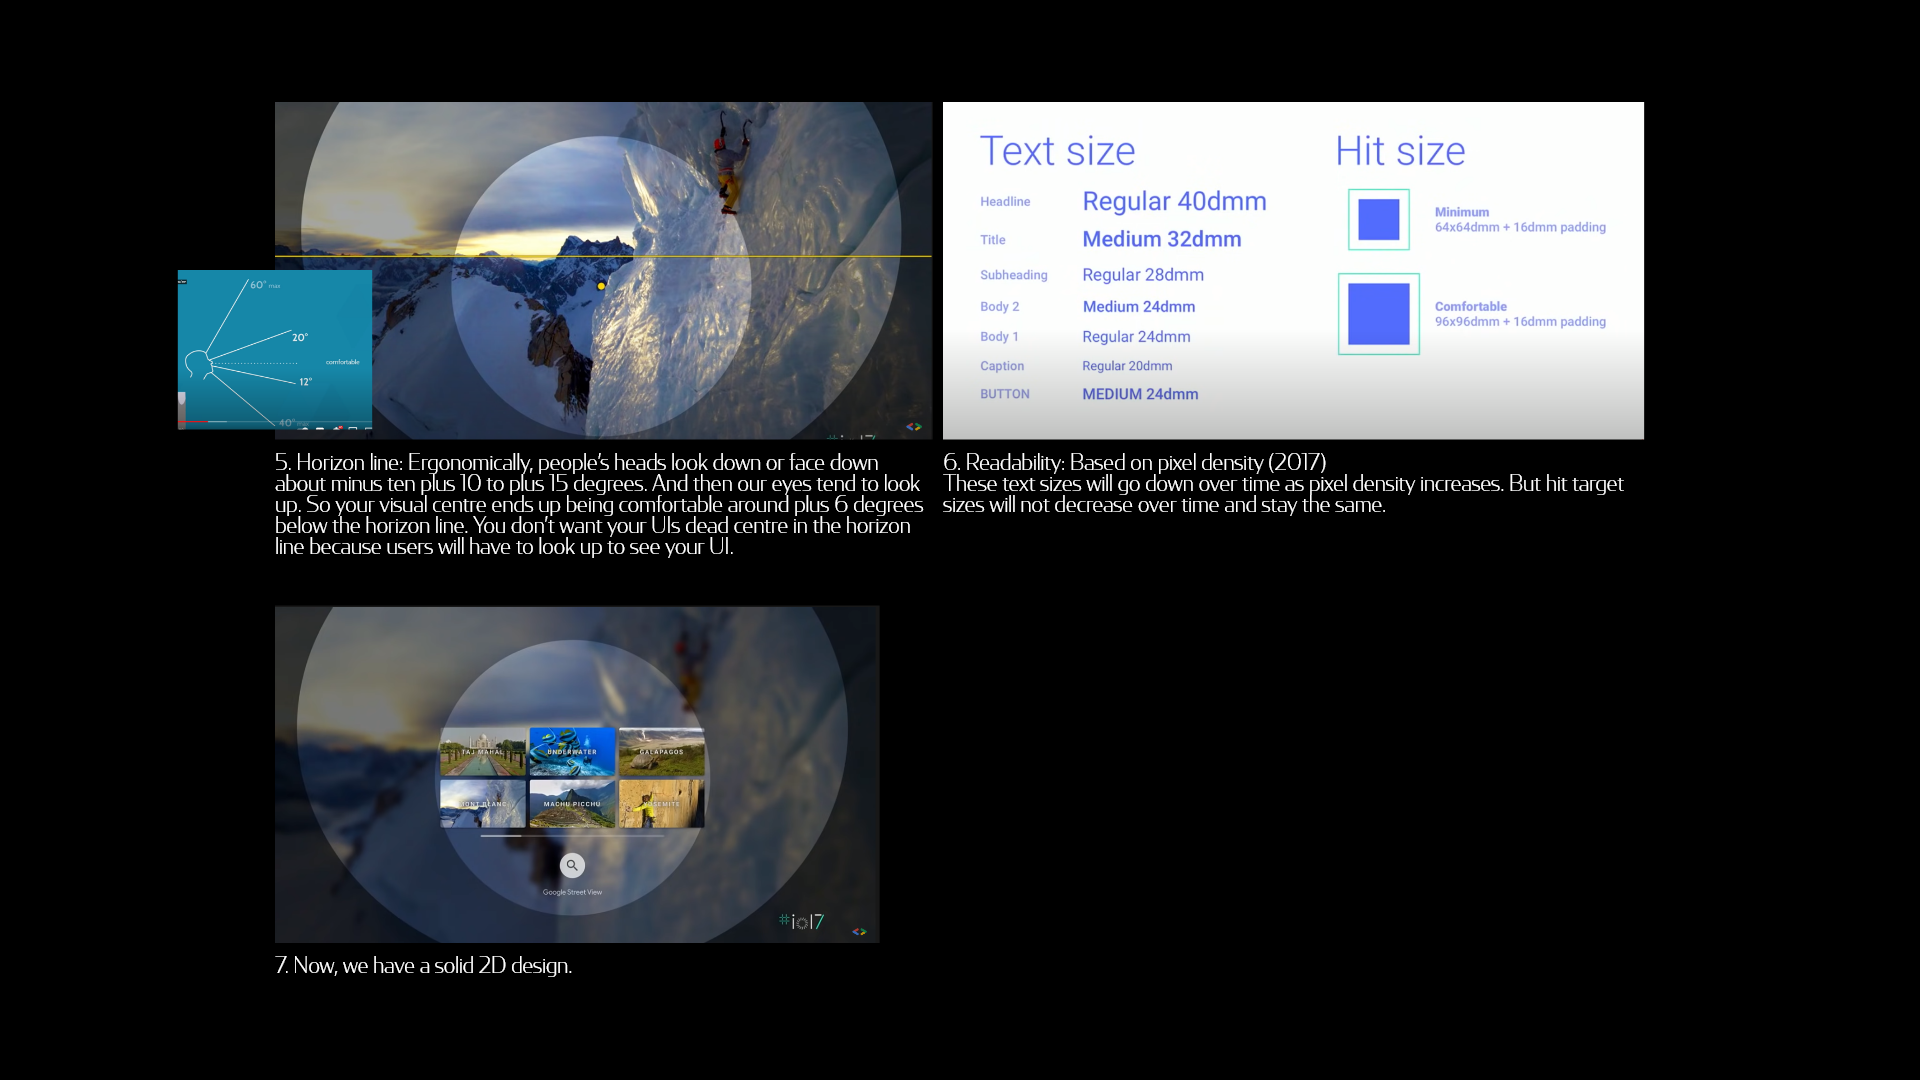 60° max
20°
comfortable
12°
40° max
5. Horizon line: Ergonomically, people's heads look down or face down
about minus ten plus 10 to plus 15 degrees. And then our eyes tend to look
up. So your visual centre ends up being comfortable around plus 6 degrees
below the horizon line. You don't want your UIs dead centre in the horizon
line because users will have to look up to see your UI.
Text size
Headline Regular 40dmm
Title Medium 32dmm
Subheading Regular 28dmm
Body 2 Medium 24dmm
Body 1 Regular 24dmm
Caption Regular 20dmm
BUTTON MEDIUM 24dmm
Hit size
Minimum
64x64dmm + 16dmm padding
Comfortable
96x96dmm + 16dmm padding
6. Readability: Based on pixel density (2017)
These text sizes will go down over time as pixel density increases. But hit target
sizes will not decrease over time and stay the same.
TAJ MAHAL UNDERWATER GALAPAGOS
MONT BLANC MACHU PICCHU YOSEMITE
Google Street View
#io17
7. Now, we have a solid 2D design.